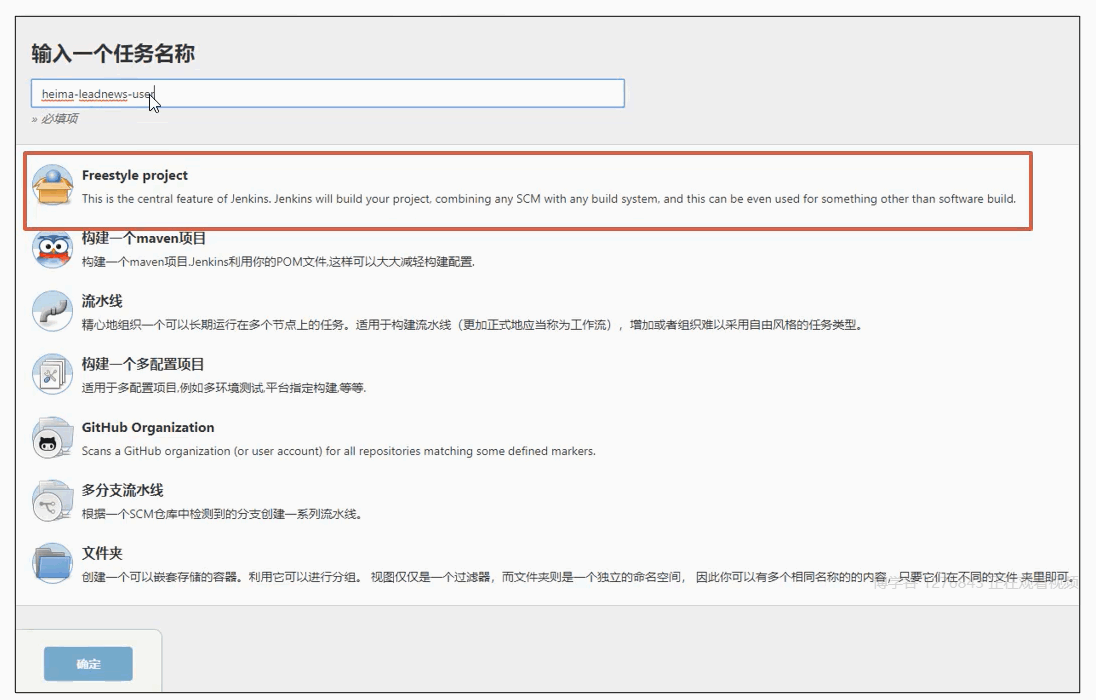 输入一个任务名称
heima-leadnews-user
» 必填项
Freestyle project
This is the central feature of Jenkins. Jenkins will build your project, combining any SCM with any build system, and this can be even used for something other than software build.
构建一个maven项目
构建一个maven项目.Jenkins利用你的POM文件,这样可以大大减轻构建配置.
流水线
精心地组织一个可以长期运行在多个节点上的任务。适用于构建流水线（更加正式地应当称为工作流），增加或者组织难以采用自由风格的任务类型。
构建一个多配置项目
适用于多配置项目,例如多环境测试,平台指定构建,等等.
GitHub Organization
Scans a GitHub organization (or user account) for all repositories matching some defined markers.
多分支流水线
根据一个SCM仓库中检测到的分支创建一系列流水线。
文件夹
创建一个可以嵌套存储的容器。利用它可以进行分组。 视图仅仅是一个过滤器，而文件夹则是一个独立的命名空间， 因此你可以有多个相同名称的的内容，只要它们在不同的文件 夹里即可。
正在观看视频
确定